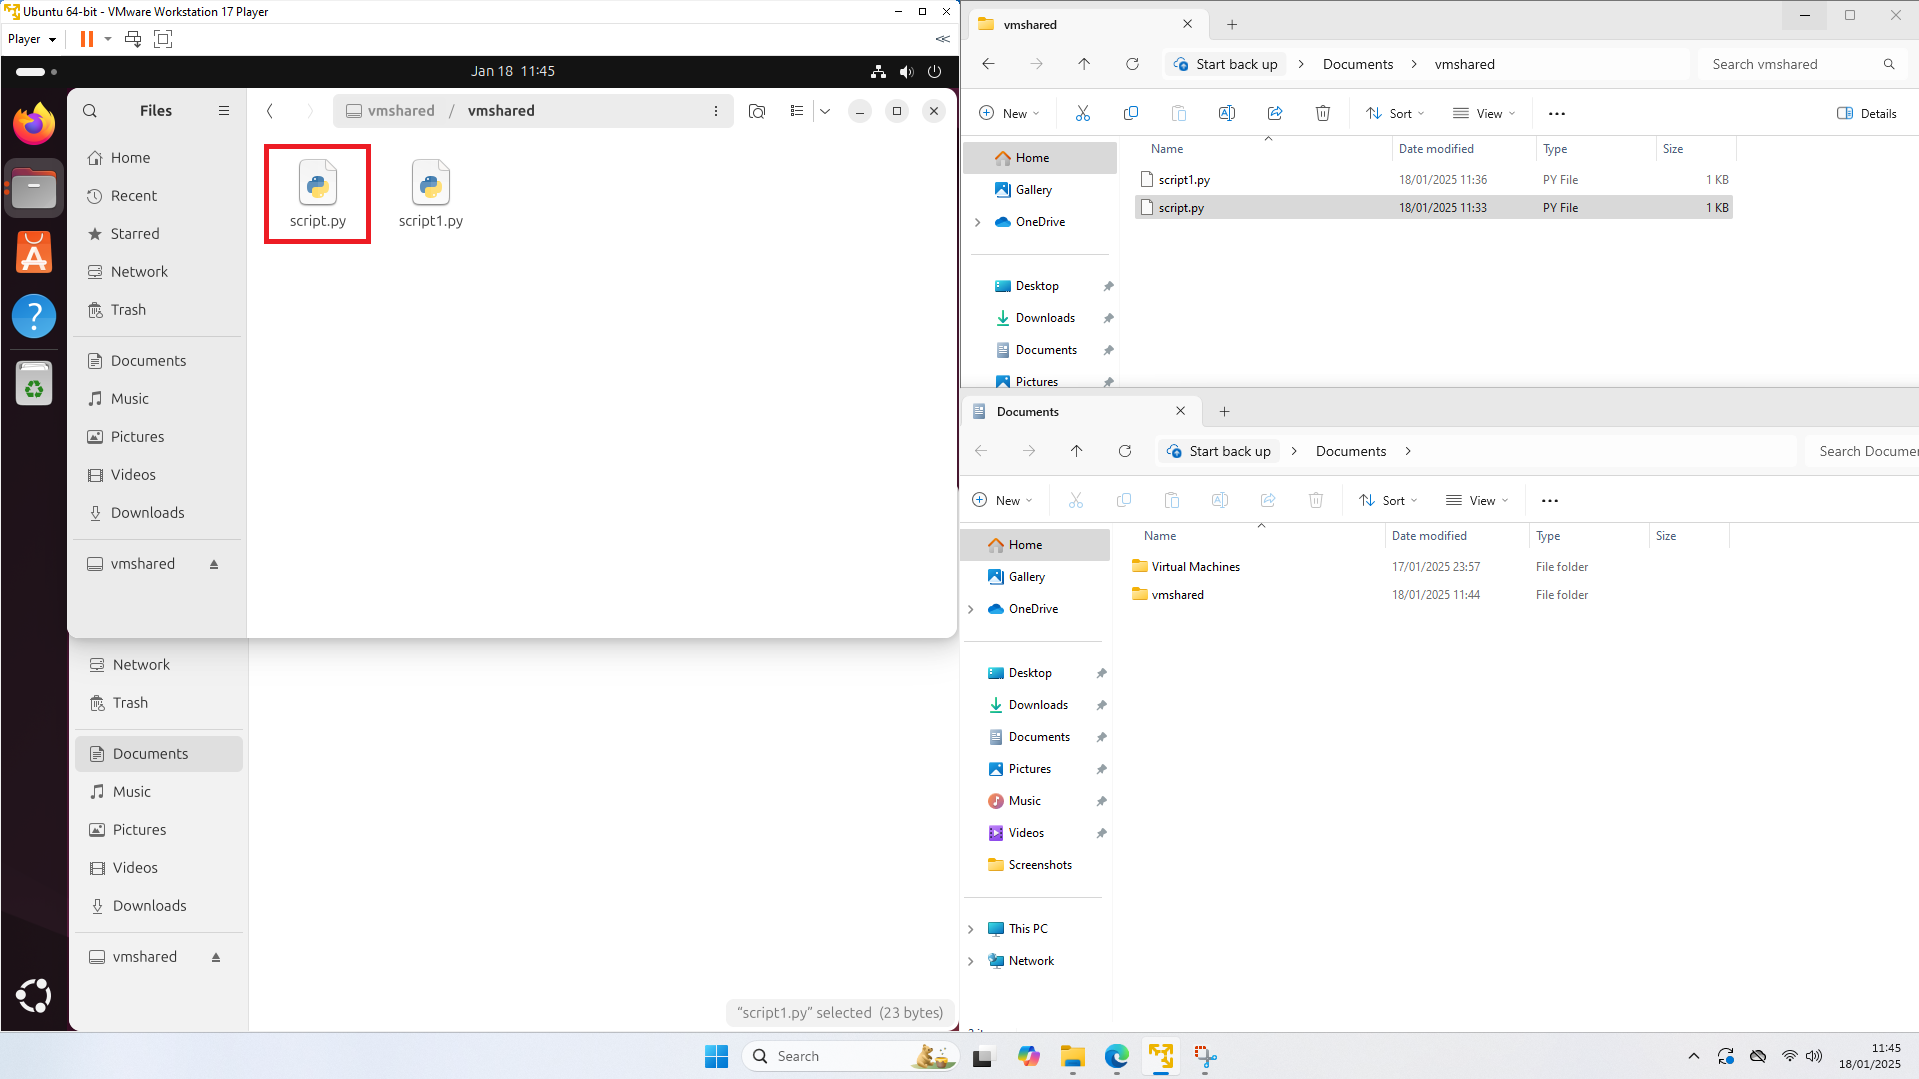 Ubuntu 64-bit - VMware Workstation 17 Player
Player
Jan 18 11:45
Files
vmshared / vmshared
Home
Recent
Starred
Network
Trash
Documents
Music
Pictures
Videos
Downloads
vmshared
script.py
script1.py
Network
Trash
Documents
Music
Pictures
Videos
Downloads
vmshared
“script1.py” selected (23 bytes)
vmshared
Start back up > Documents > vmshared
Search vmshared
New
Sort
View
Details
Home
Gallery
OneDrive
Desktop
Downloads
Documents
Pictures
Name Date modified Type Size
script1.py 18/01/2025 11:36 PY File 1 KB
script.py 18/01/2025 11:33 PY File 1 KB
Documents
Start back up > Documents >
Search Docume
New
Sort
View
Home
Gallery
OneDrive
Desktop
Downloads
Documents
Pictures
Music
Videos
Screenshots
This PC
Network
Name Date modified Type Size
Virtual Machines 17/01/2025 23:57 File folder
vmshared 18/01/2025 11:44 File folder
Search
11:45
18/01/2025